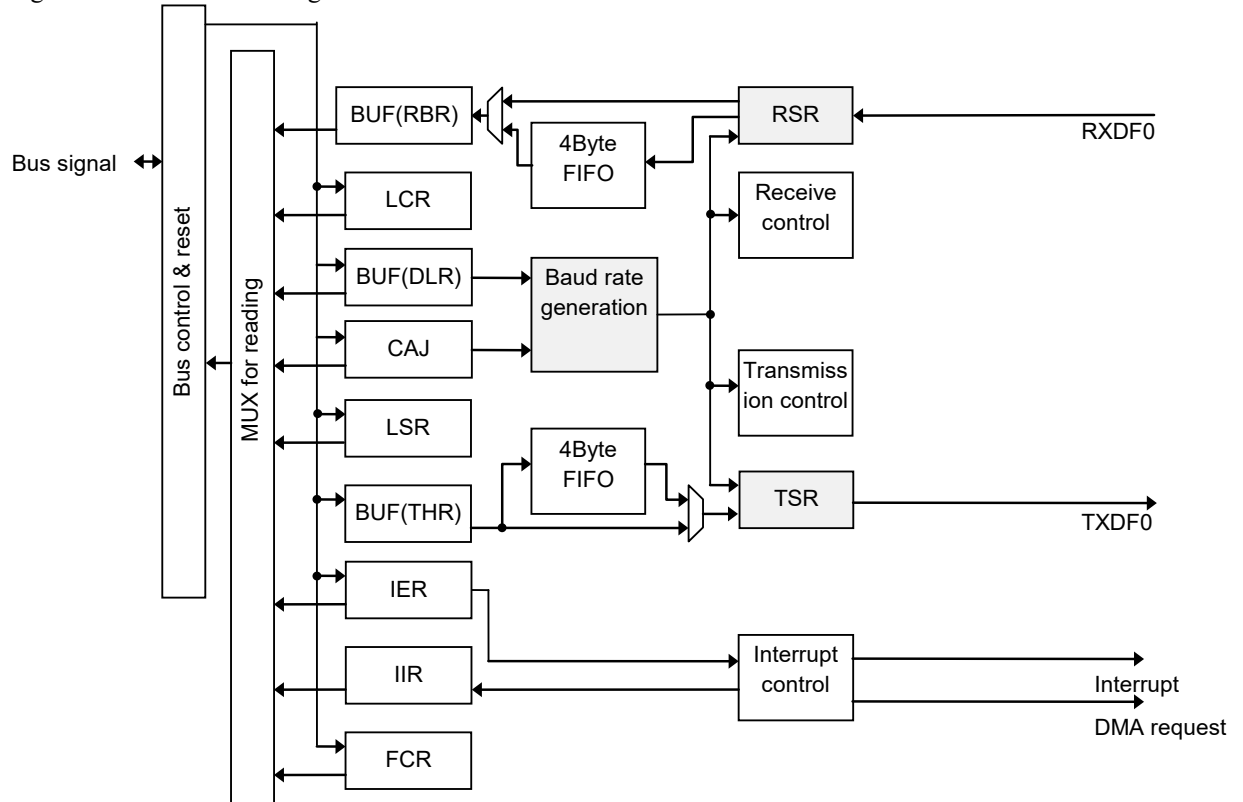 Bus signal
Bus control & reset
MUX for reading
BUF(RBR)
4Byte
FIFO
RSR
RXDF0
LCR
Receive
control
BUF(DLR)
Baud rate
generation
CAJ
Transmiss
ion control
LSR
4Byte
FIFO
BUF(THR)
TSR
TXDF0
IER
IIR
Interrupt
control
Interrupt
DMA request
FCR